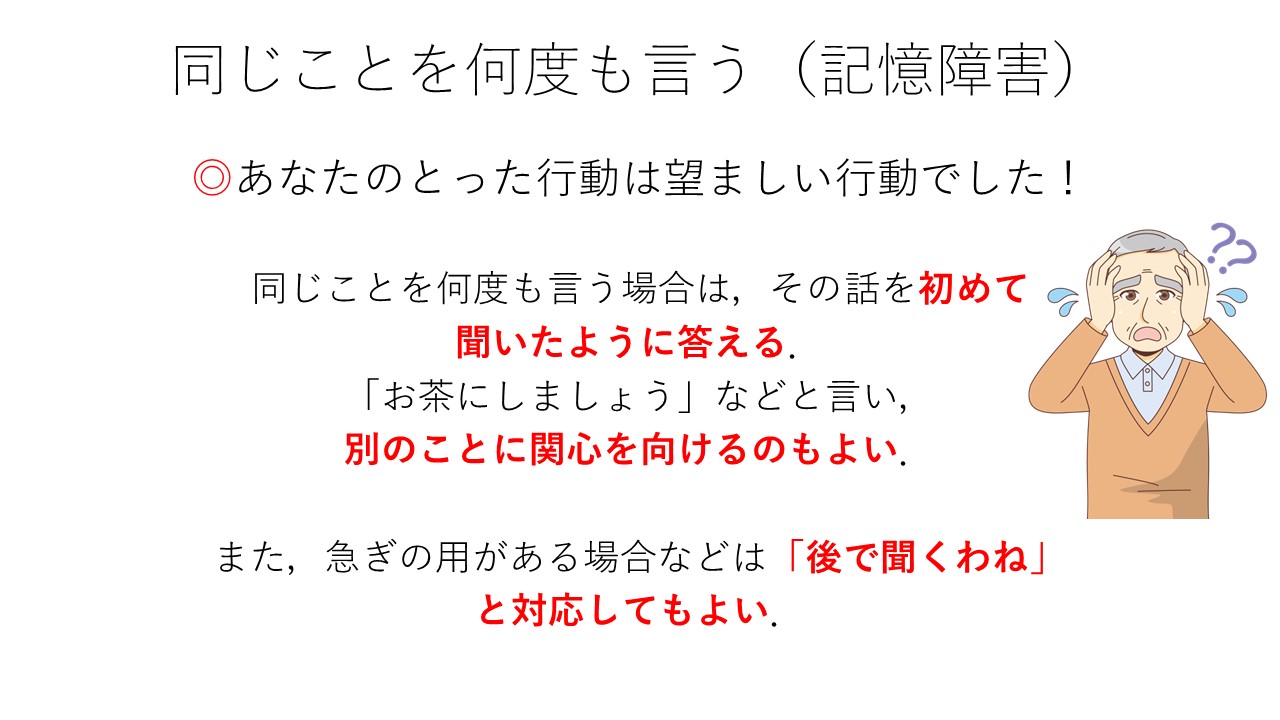 同じことを何度も言う（記憶障害）
◎あなたのとった行動は望ましい行動でした！
同じことを何度も言う場合は，その話を初めて
聞いたように答える．
「お茶にしましょう」などと言い，
別のことに関心を向けるのもよい．
また，急ぎの用がある場合などは「後で聞くわね」
と対応してもよい．
??